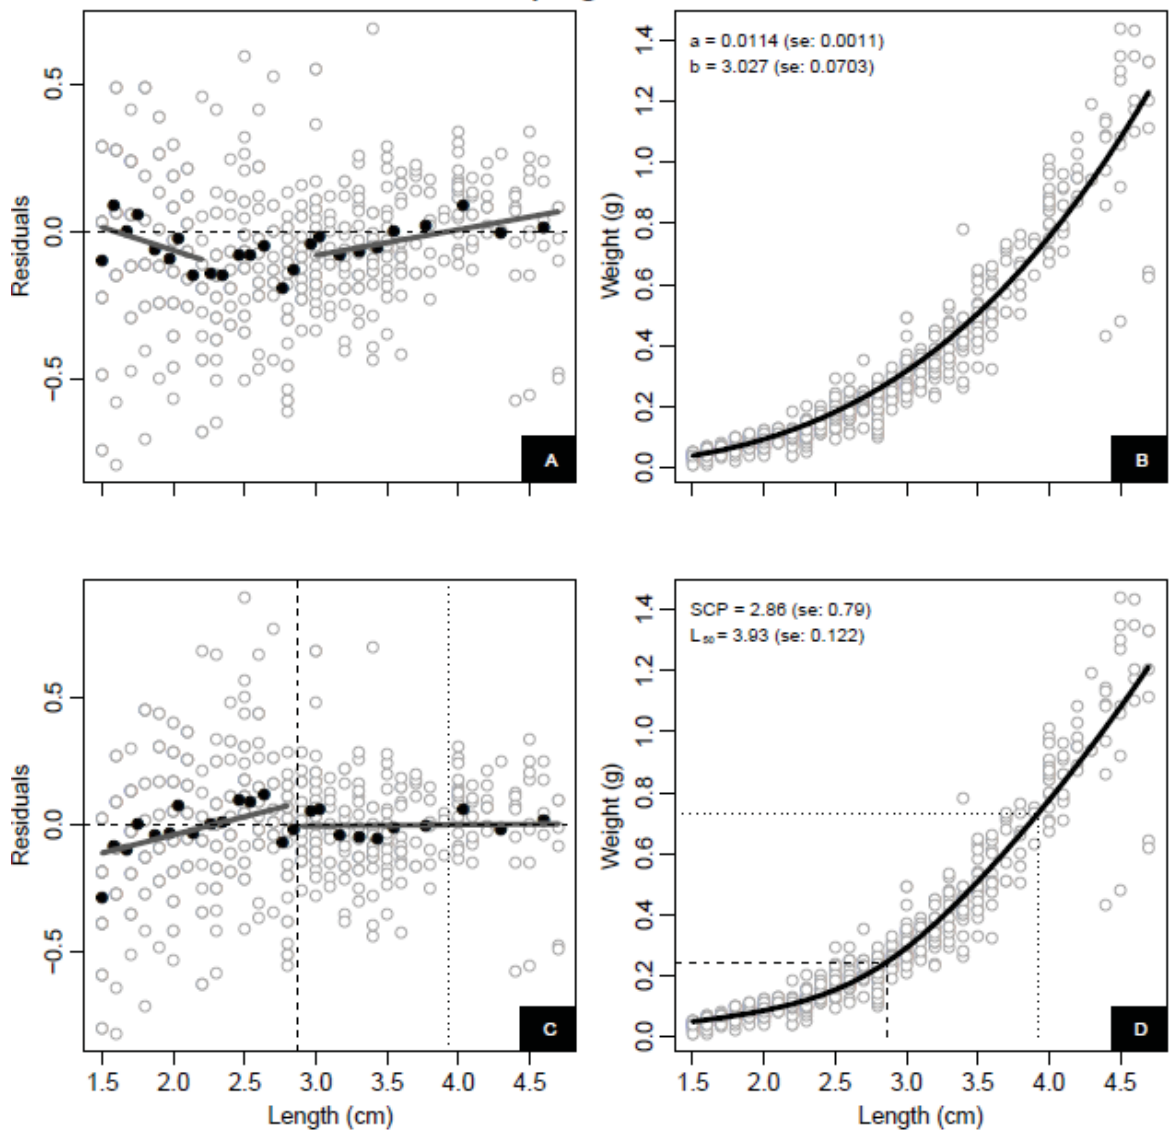 0.5
0.0
−0.5
Residuals
A
1.4
1.2
1.0
0.8
0.6
0.4
0.2
0.0
Weight (g)
a = 0.0114 (se: 0.0011)
b = 3.027 (se: 0.0703)
B
0.5
0.0
−0.5
Residuals
C
1.5 2.0 2.5 3.0 3.5 4.0 4.5
Length (cm)
1.4
1.2
1.0
0.8
0.6
0.4
0.2
0.0
Weight (g)
SCP = 2.86 (se: 0.79)
L50 = 3.93 (se: 0.122)
D
1.5 2.0 2.5 3.0 3.5 4.0 4.5
Length (cm)